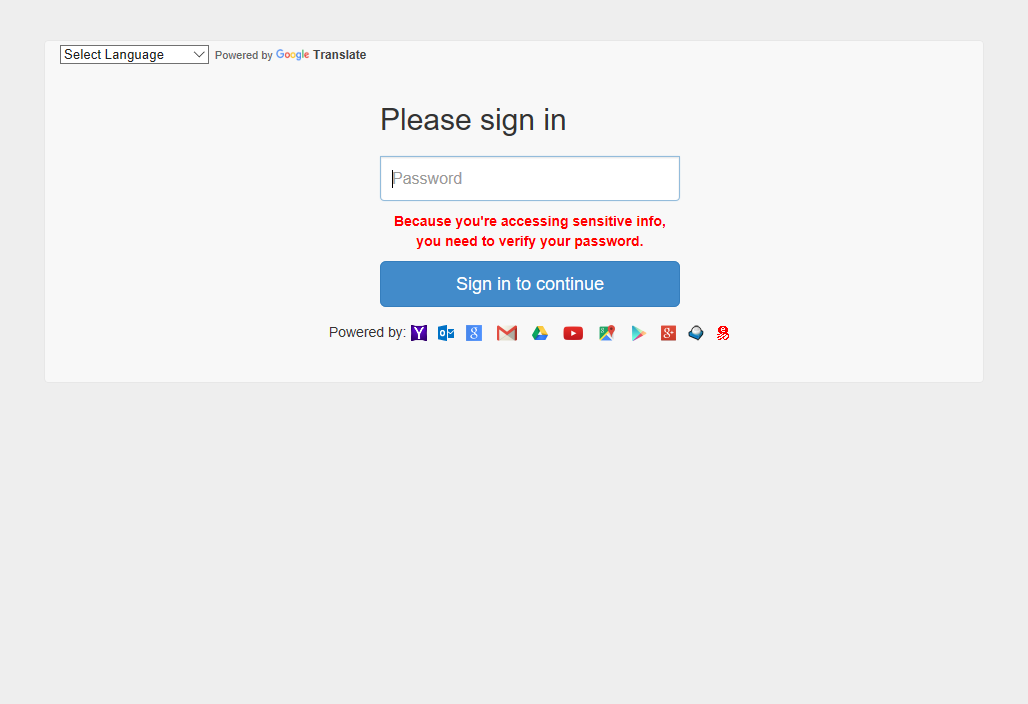 Select Language Powered by Google Translate
Please sign in
Password
Because you're accessing sensitive info,
you need to verify your password.
Sign in to continue
Powered by: